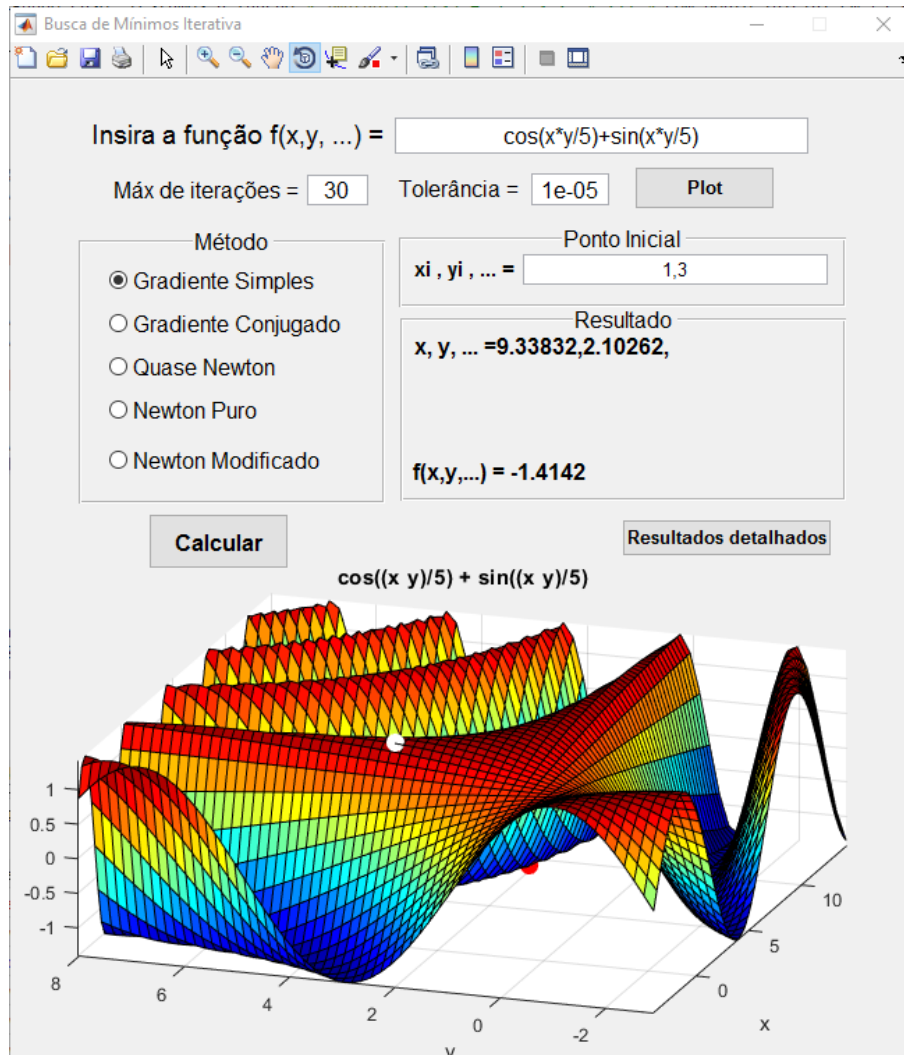 Busca de Mínimos Iterativa
Insira a função f(x,y, ...) = cos(x*y/5)+sin(x*y/5)
Máx de iterações = 30 Tolerância = 1e-05 Plot
Método
Gradiente Simples
Gradiente Conjugado
Quase Newton
Newton Puro
Newton Modificado
Ponto Inicial
xi , yi , ... = 1,3
Resultado
x, y, ... =9.33832,2.10262,
f(x,y,...) = -1.4142
Calcular
Resultados detalhados
cos((x y)/5) + sin((x y)/5)
1
0.5
0
-0.5
-1
8
6
4
2
0
-2
y
0
5
10
x